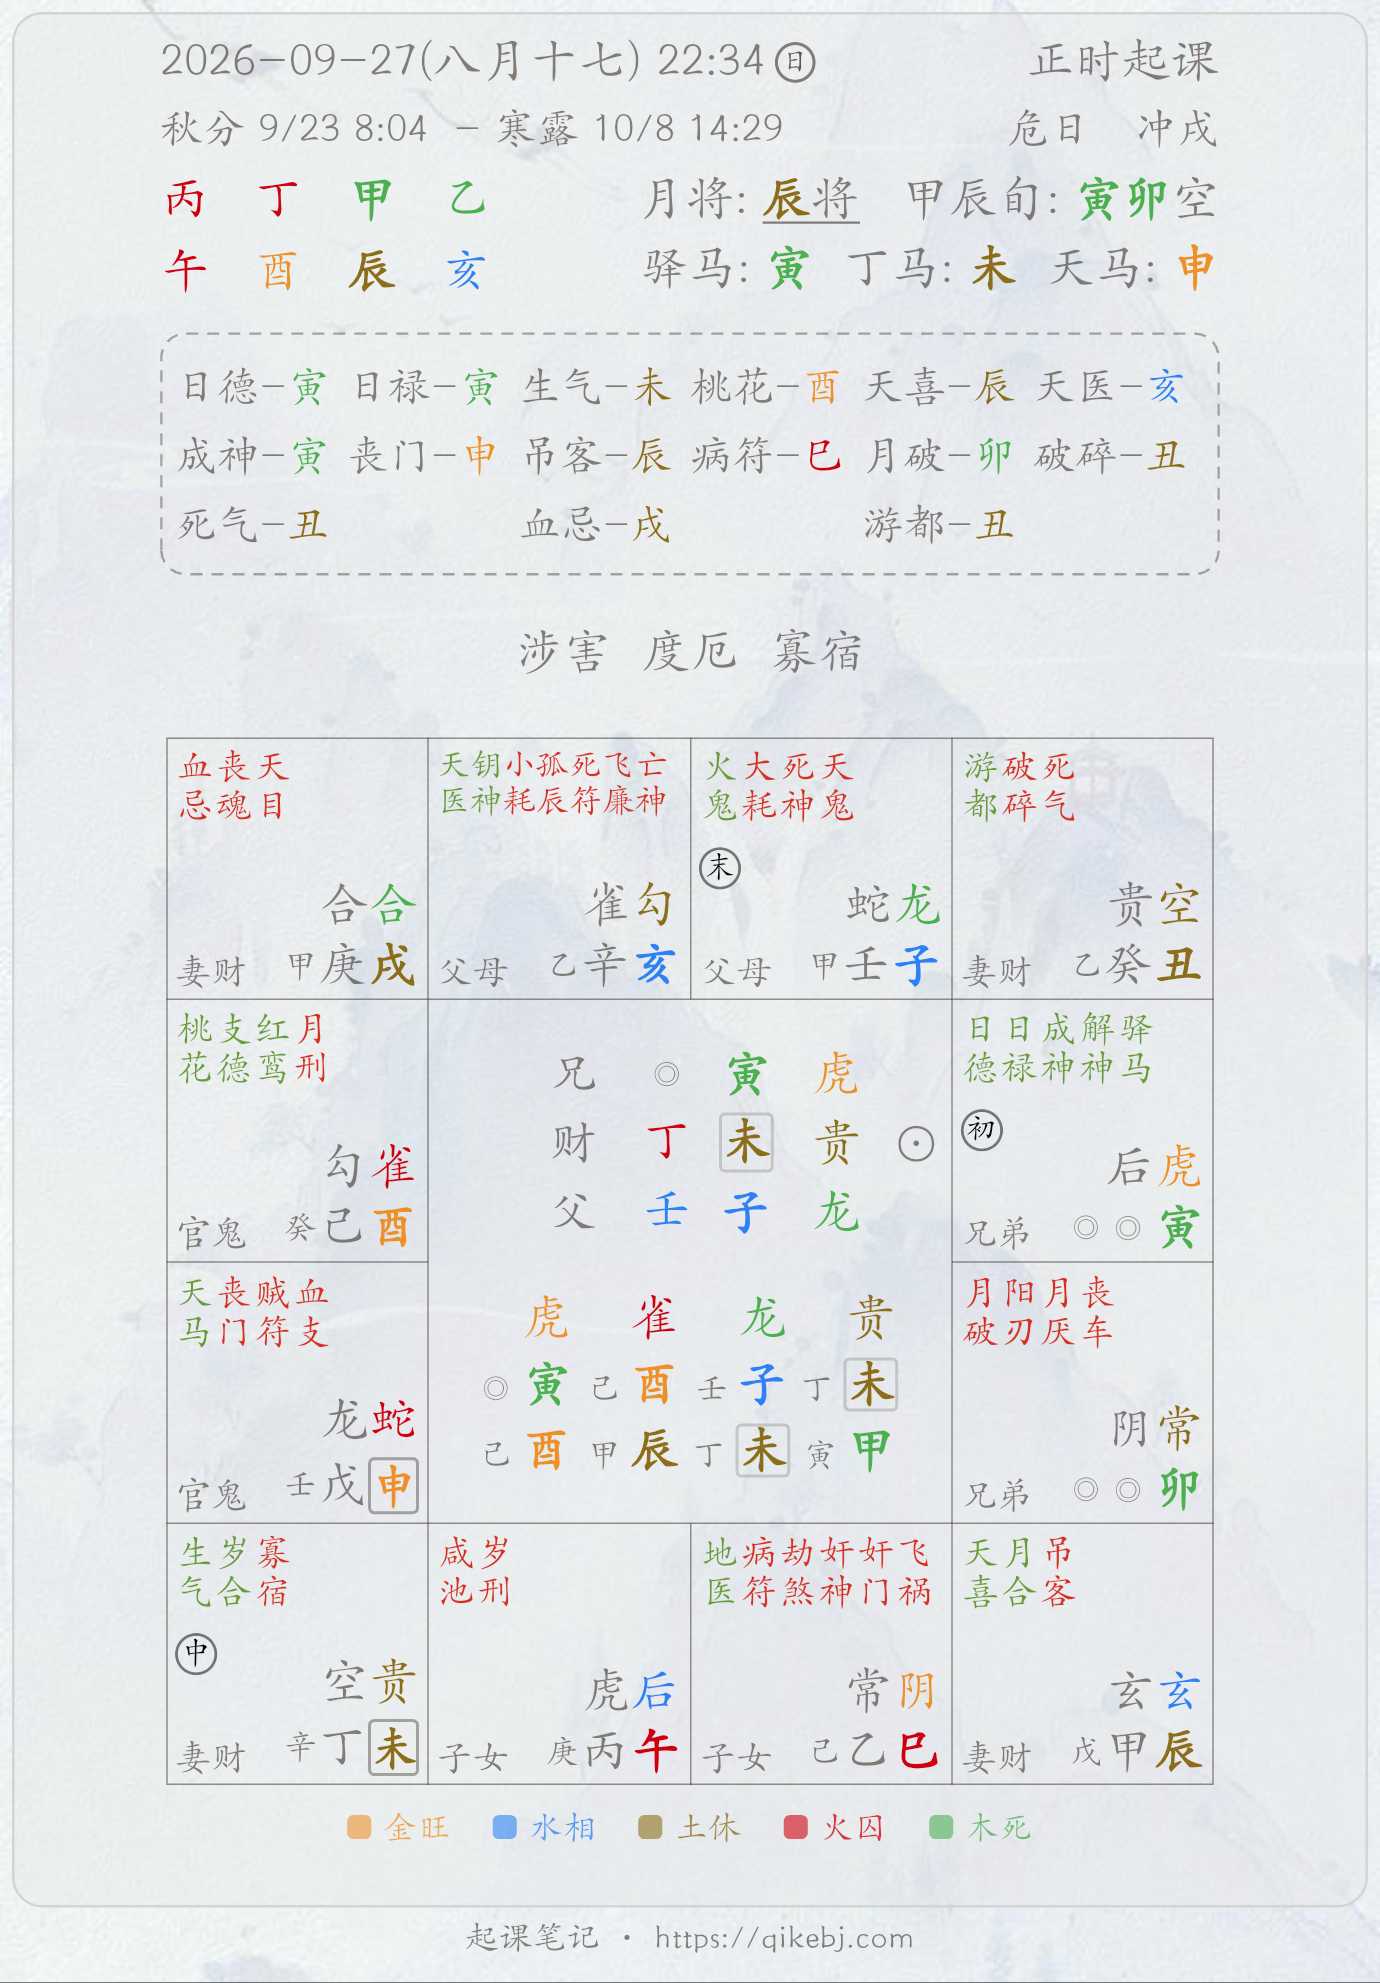 2026-09-27(八月十七) 22:34 日 正时起课
秋分 9/23 8:04 - 寒露 10/8 14:29 危日 冲戌
丙 丁 甲 乙 月将: 辰将 甲辰旬: 寅卯空
午 酉 辰 亥 驿马: 寅 丁马: 未 天马: 申
日德-寅 日禄-寅 生气-未 桃花-酉 天喜-辰 天医-亥
成神-寅 丧门-申 吊客-辰 病符-巳 月破-卯 破碎-丑
死气-丑 血忌-戌 游都-丑
涉害 度厄 寡宿
血丧天
忌魂目
合合
妻财 甲庚戌
天钥小孤死飞亡
医神耗辰符廉神
雀勾
父母 乙辛亥
火大死天
鬼耗神鬼
末
蛇龙
父母 甲壬子
游破死
都碎气
贵空
妻财 乙癸丑
桃支红月
花德鸾刑
勾雀
官鬼 癸己酉
兄 ◎ 寅 虎
财 丁 未 贵 ⊙
父 壬 子 龙
日日成解驿
德禄神神马
初
后虎
兄弟 ◎ ◎ 寅
天丧贼血
马门符支
龙蛇
官鬼 壬戊申
虎 雀 龙 贵
◎ 寅 己 酉 壬 子 丁 未
己 酉 甲 辰 丁 未 寅 甲
月阳月丧
破刃厌车
阴常
兄弟 ◎ ◎ 卯
生岁寡
气合宿
中
空贵
妻财 辛丁未
咸岁
池刑
虎后
子女 庚丙午
地病劫奸奸飞
医符煞神门祸
常阴
子女 己乙巳
天月吊
喜合客
玄玄
妻财 戊甲辰
金旺 水相 土休 火囚 木死
起课笔记 · https://qikebj.com